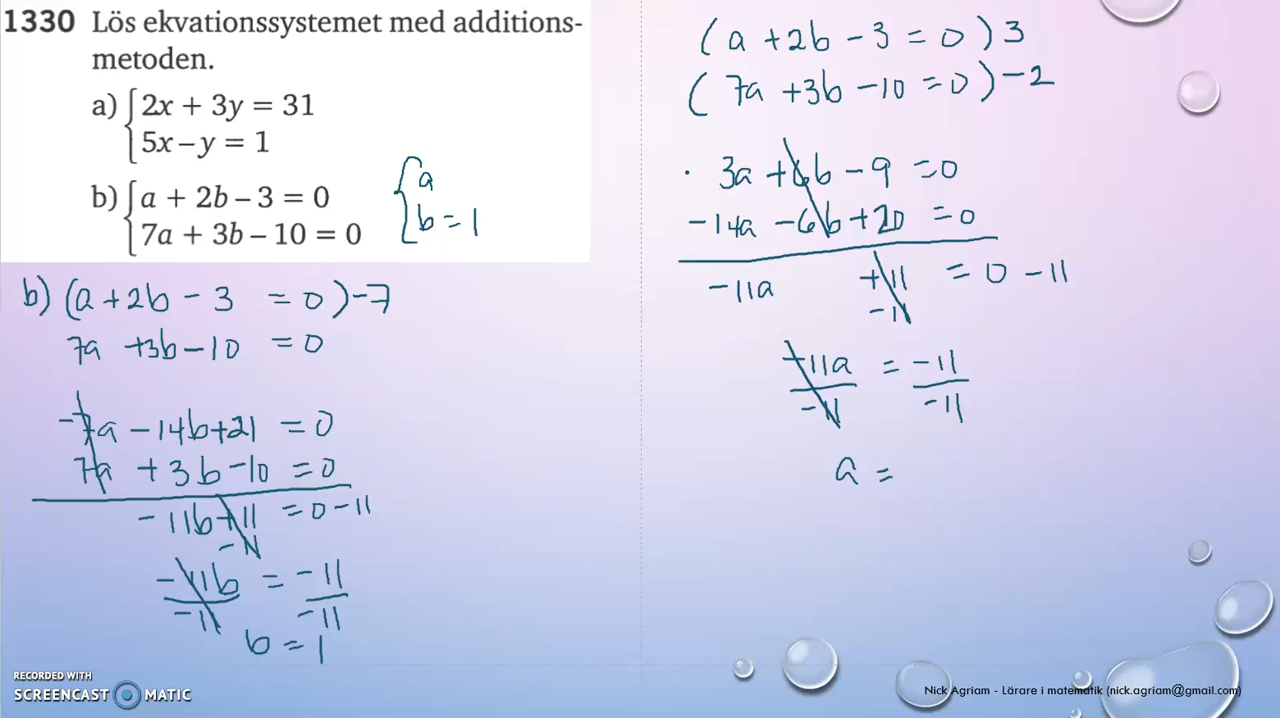 1330 Lös ekvationssystemet med additions-
metoden.
a) { 2x + 3y = 31
5x – y = 1
b) { a + 2b – 3 = 0
7a + 3b – 10 = 0
{ a
b = 1
b) (a + 2b - 3 = 0) -7
7a + 3b - 10 = 0
-7a - 14b + 21 = 0
7a + 3b - 10 = 0
-11b + 11 = 0 - 11
-11
-11b = -11
-11 -11
b = 1
(a + 2b - 3 = 0) 3
(7a + 3b - 10 = 0) -2
3a + 6b - 9 = 0
-14a - 6b + 20 = 0
-11a + 11 = 0 - 11
-11
-11a = -11
-11 -11
a =
RECORDED WITH
SCREENCAST MATIC
Nick Agriam - Lärare i matematik (nick.agriam@gmail.com)